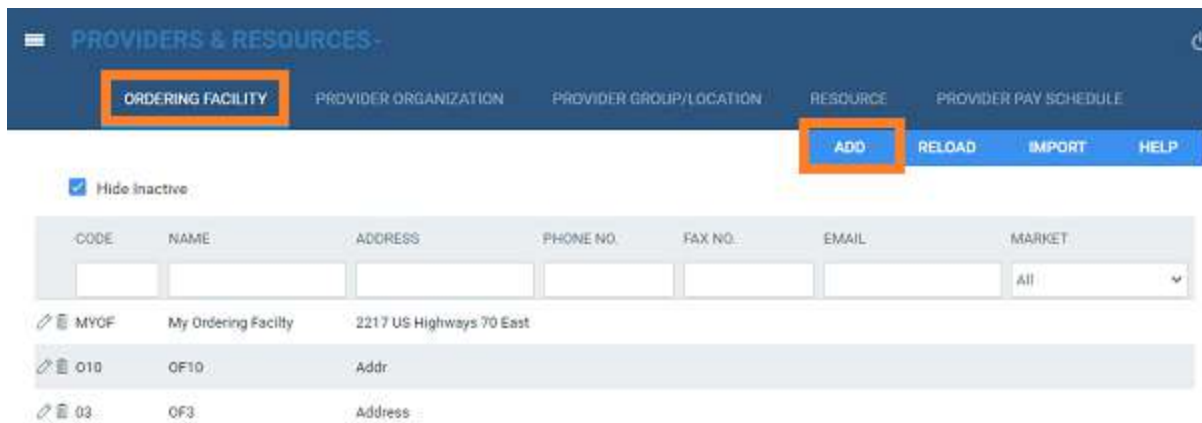 PROVIDERS & RESOURCES-
ORDERING FACILITY PROVIDER ORGANIZATION PROVIDER GROUP/LOCATION RESOURCE PROVIDER PAY SCHEDULE
ADD RELOAD IMPORT HELP
Hide Inactive
CODE NAME ADDRESS PHONE NO. FAX NO. EMAIL MARKET
All
MYOF My Ordering Facilty 2217 US Highways 70 East
O10 OF10 Addr
03 OF3 Address